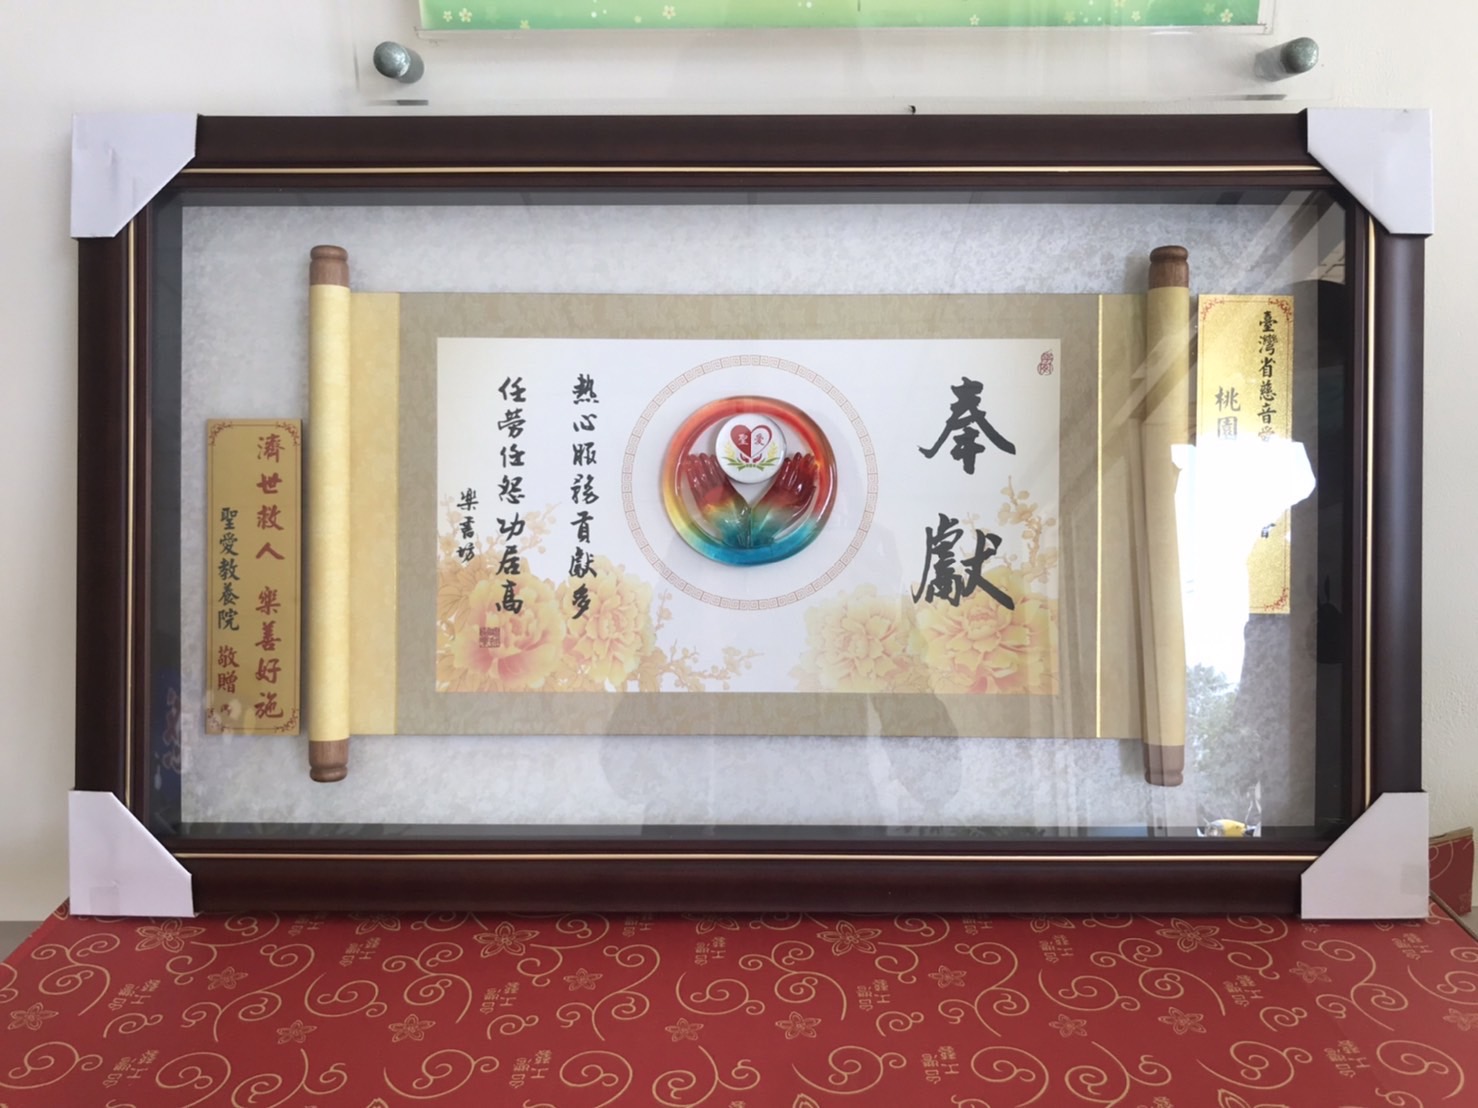 臺灣省慈音愛
桃園
奉獻
聖愛
熱心服務貢獻多
任勞任怨功居高
樂書坊
濟世救人 樂善好施
聖愛教養院 敬贈